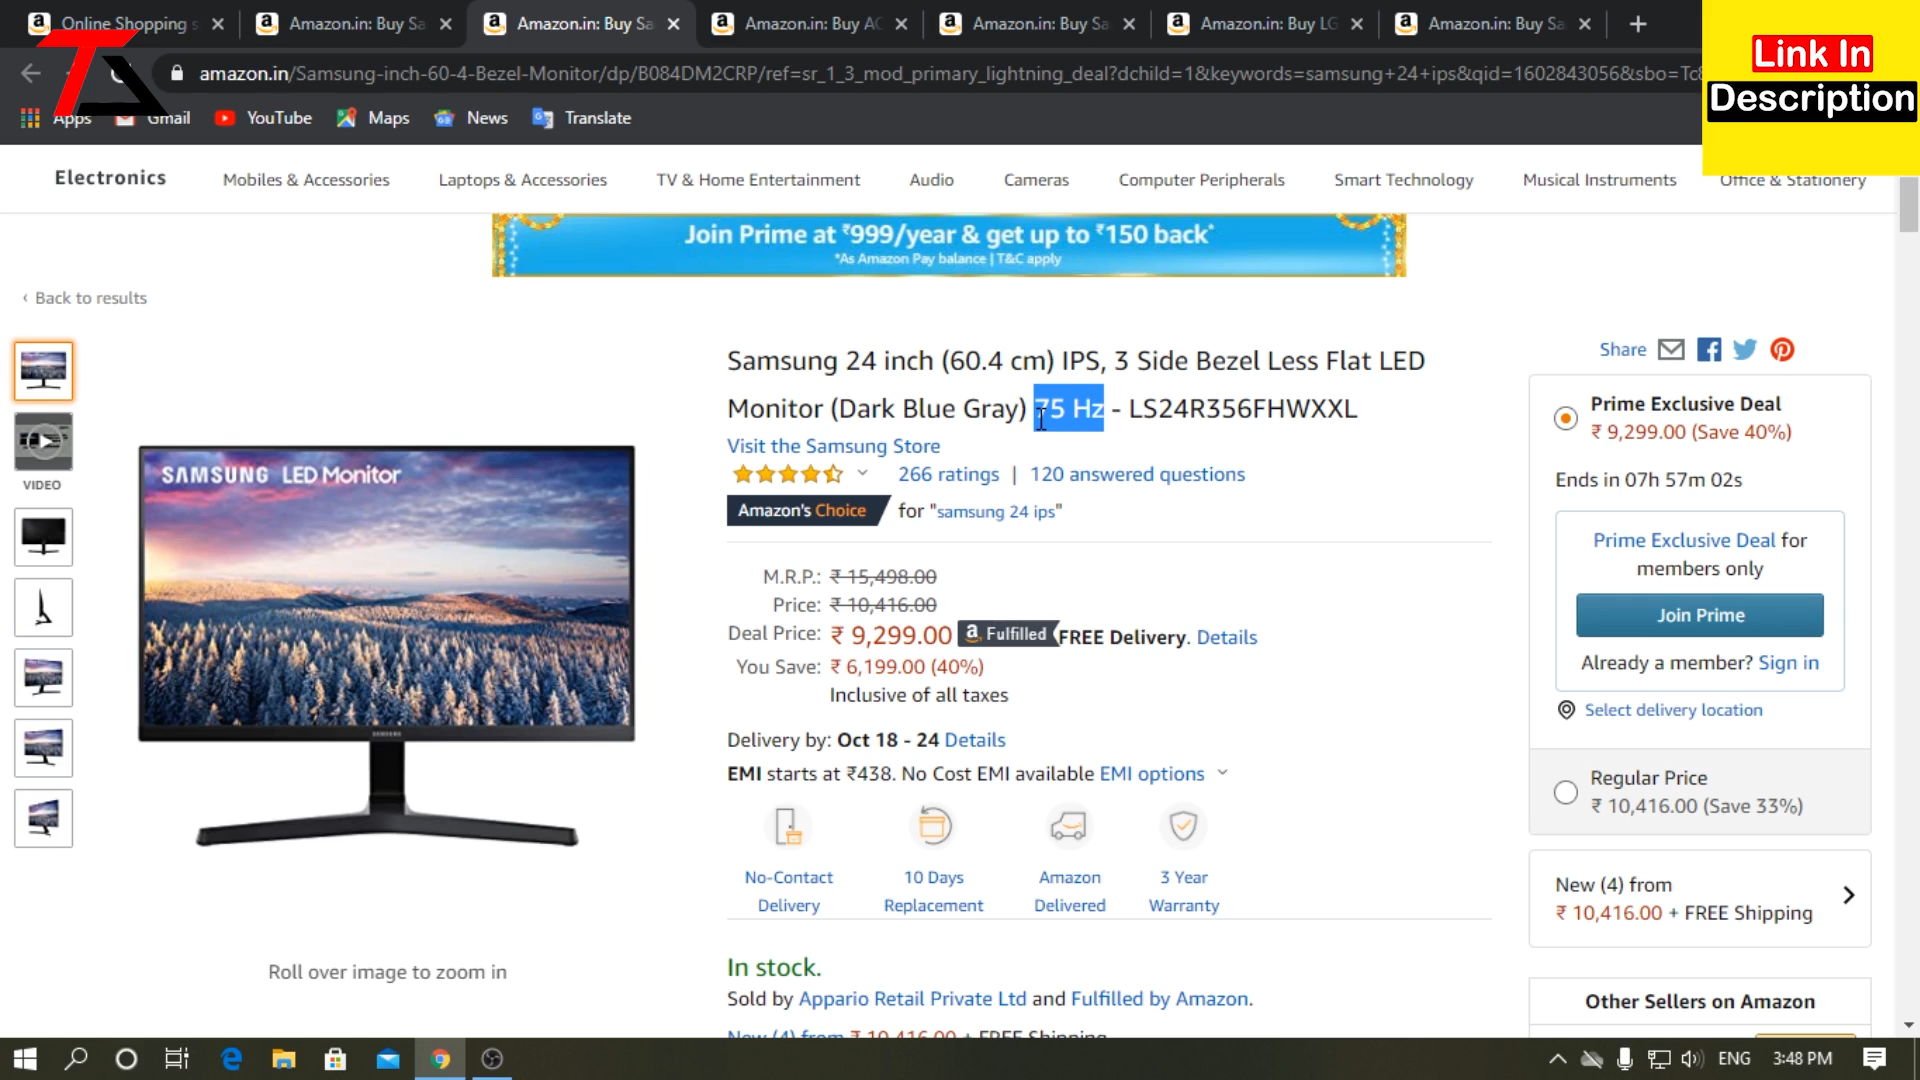 Online Shopping s
Amazon.in: Buy Sa
Amazon.in: Buy Sa
Amazon.in: Buy AC
Amazon.in: Buy Sa
Amazon.in: Buy LG
Amazon.in: Buy Sa
amazon.in/Samsung-inch-60-4-Bezel-Monitor/dp/B084DM2CRP/ref=sr_1_3_mod_primary_lightning_deal?dchild=1&keywords=samsung+24+ips&qid=1602843056&sbo=Tc
Link In
Description
Apps
Gmail
YouTube
Maps
News
Translate
Electronics
Mobiles & Accessories
Laptops & Accessories
TV & Home Entertainment
Audio
Cameras
Computer Peripherals
Smart Technology
Musical Instruments
Office & Stationery
Join Prime at ₹999/year & get up to ₹150 back*
*As Amazon Pay balance | T&C apply
‹ Back to results
VIDEO
SAMSUNG LED Monitor
SAMSUNG
Roll over image to zoom in
Samsung 24 inch (60.4 cm) IPS, 3 Side Bezel Less Flat LED
Monitor (Dark Blue Gray) 75 Hz - LS24R356FHWXXL
Visit the Samsung Store
266 ratings | 120 answered questions
Amazon's Choice for "samsung 24 ips"
M.R.P.: ₹ 15,498.00
Price: ₹ 10,416.00
Deal Price: ₹ 9,299.00 a Fulfilled FREE Delivery. Details
You Save: ₹ 6,199.00 (40%)
Inclusive of all taxes
Delivery by: Oct 18 - 24 Details
EMI starts at ₹438. No Cost EMI available EMI options
No-Contact
Delivery
10 Days
Replacement
Amazon
Delivered
3 Year
Warranty
In stock.
Sold by Appario Retail Private Ltd and Fulfilled by Amazon.
New (4) from ₹ 10,416.00 + FREE Shipping
Share
Prime Exclusive Deal
₹ 9,299.00 (Save 40%)
Ends in 07h 57m 02s
Prime Exclusive Deal for
members only
Join Prime
Already a member? Sign in
Select delivery location
Regular Price
₹ 10,416.00 (Save 33%)
New (4) from
₹ 10,416.00 + FREE Shipping
Other Sellers on Amazon
ENG
3:48 PM